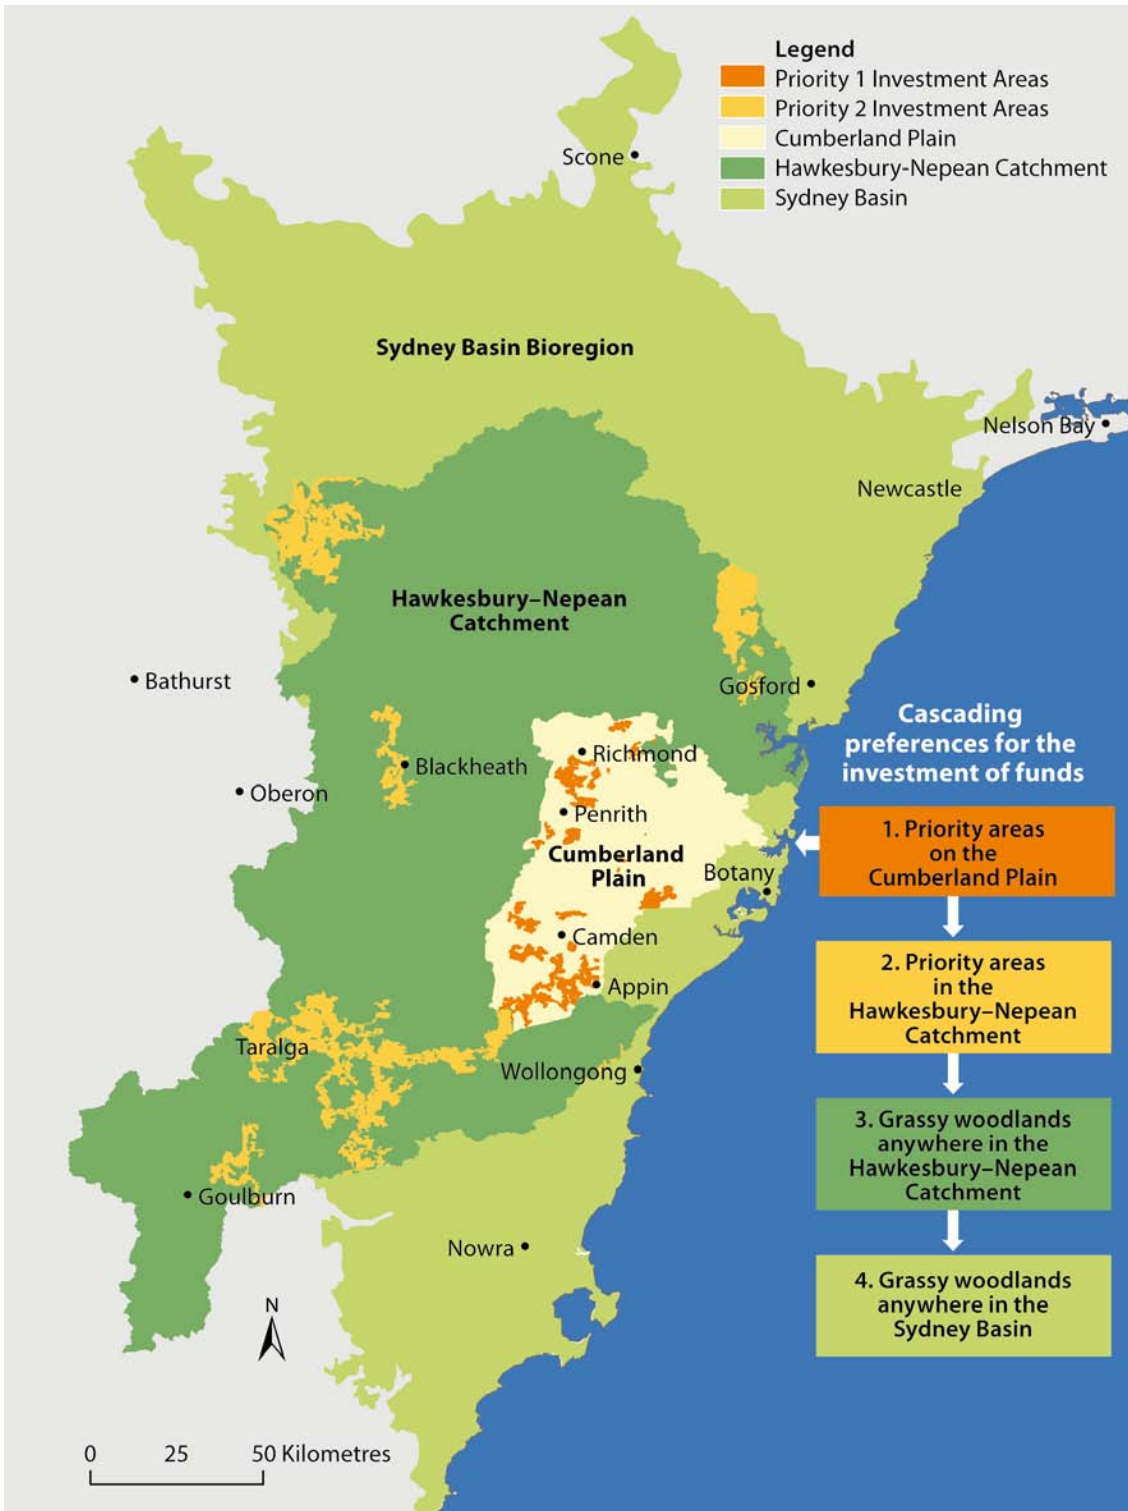 Legend
Priority 1 Investment Areas
Priority 2 Investment Areas
Cumberland Plain
Hawkesbury-Nepean Catchment
Sydney Basin
Scone
Sydney Basin Bioregion
Nelson Bay
Newcastle
Hawkesbury–Nepean
Catchment
Bathurst
Gosford
Cascading
preferences for the
investment of funds
Richmond
Blackheath
Oberon
Penrith
1. Priority areas
on the
Cumberland Plain
Cumberland
Plain
Botany
Camden
2. Priority areas
in the
Hawkesbury–Nepean
Catchment
Appin
Taralga
Wollongong
3. Grassy woodlands
anywhere in the
Hawkesbury–Nepean
Catchment
Goulburn
Nowra
4. Grassy woodlands
anywhere in the
Sydney Basin
N
0 25 50 Kilometres